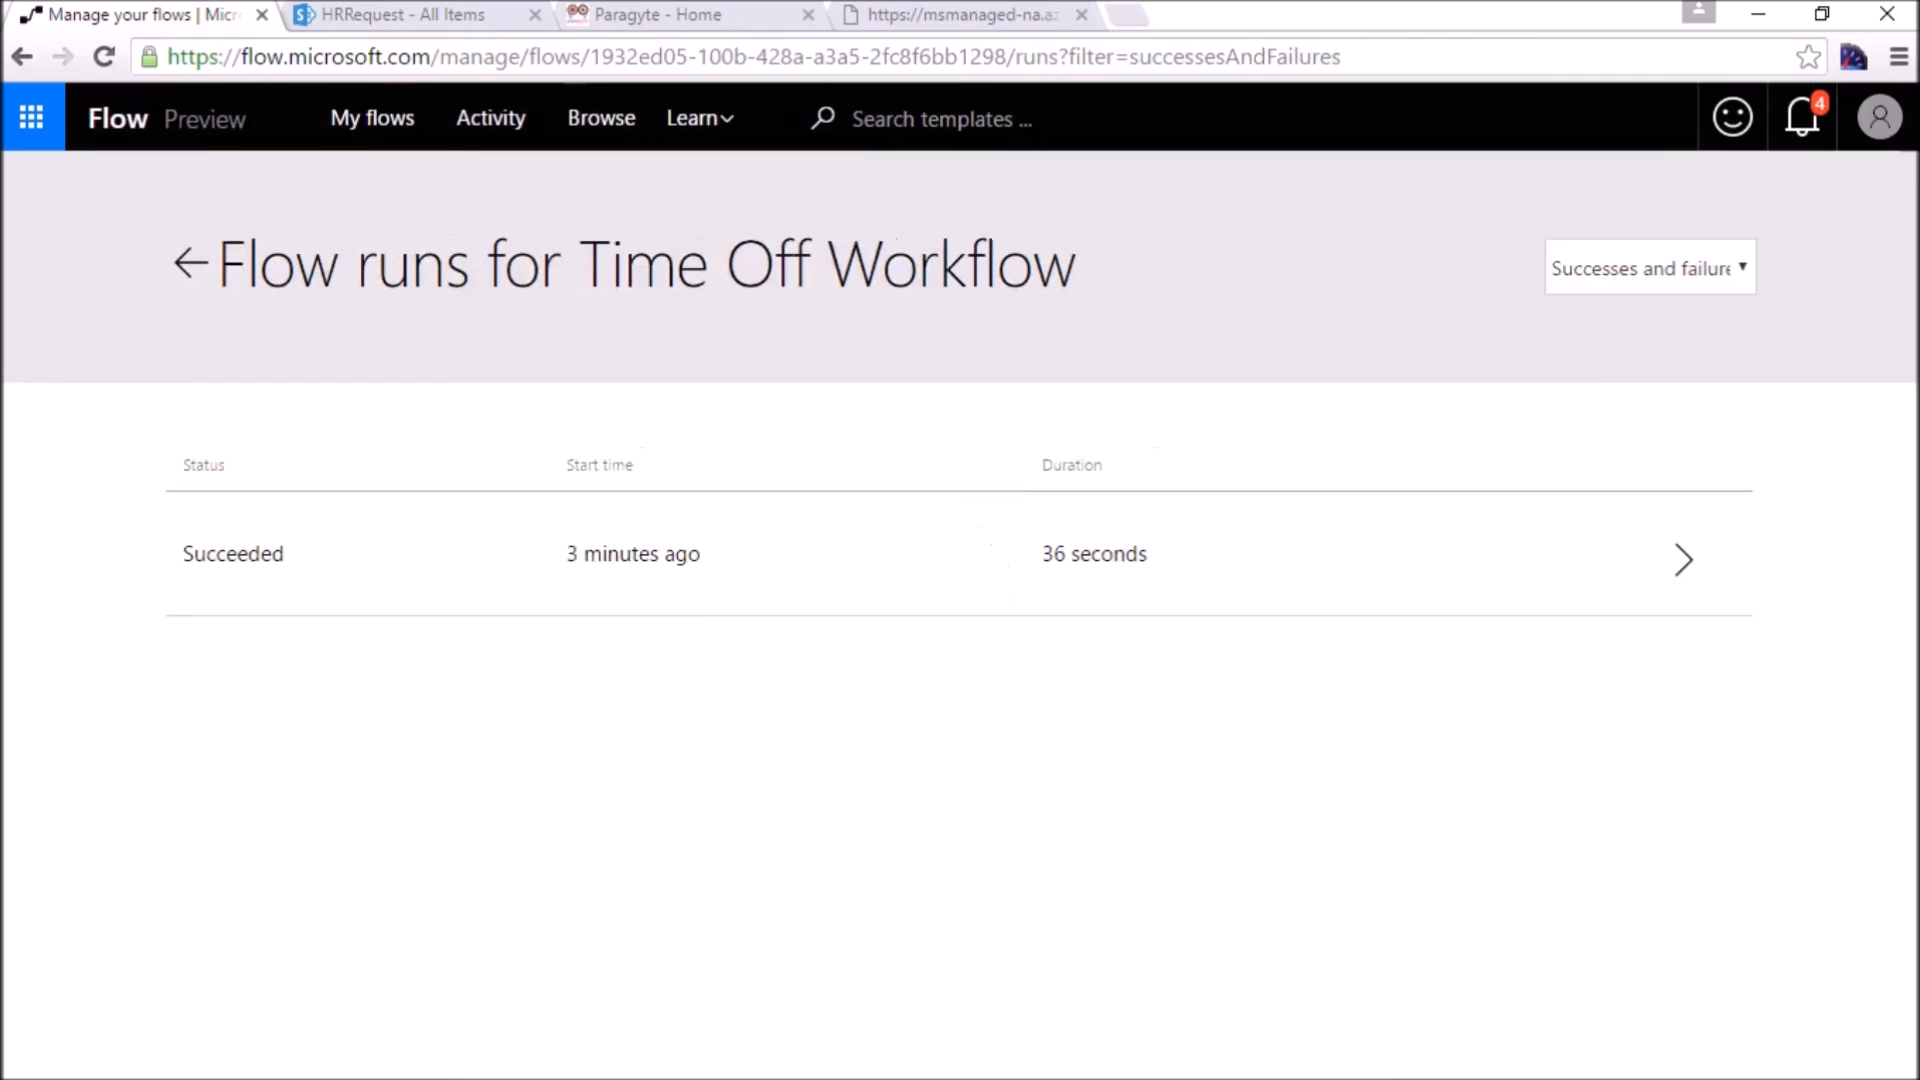 Manage your flows | Micr
HRRequest - All Items
Paragyte - Home
https://msmanaged-na.az
https://flow.microsoft.com/manage/flows/1932ed05-100b-428a-a3a5-2fc8f6bb1298/runs?filter=successesAndFailures
Flow Preview My flows Activity Browse Learn Search templates ... 4
Flow runs for Time Off Workflow
Successes and failure
Status Start time Duration
Succeeded 3 minutes ago 36 seconds